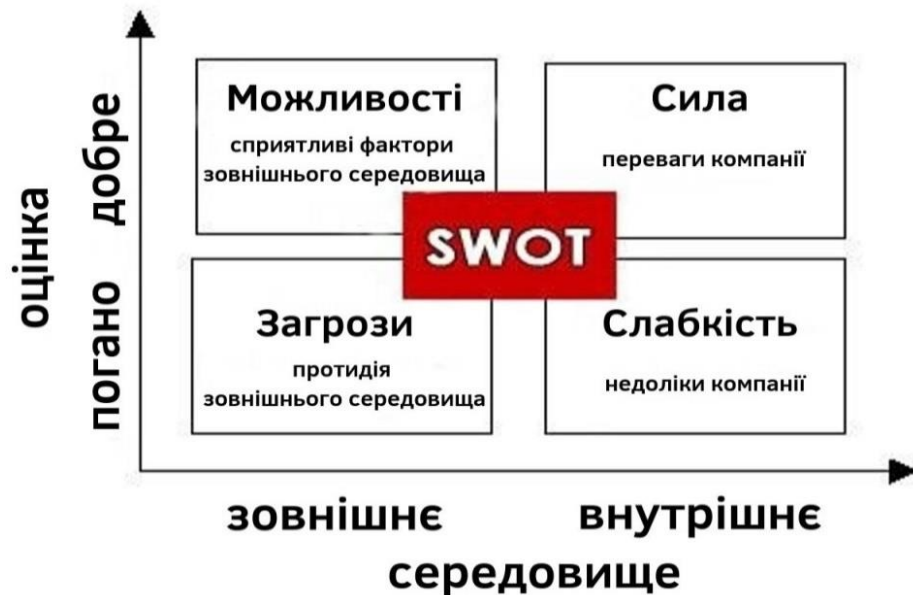 оцінка
добре
погано
Можливості
сприятливі фактори
зовнішнього середовища
Сила
переваги компанії
SWOT
Загрози
протидія
зовнішнього середовища
Слабкість
недоліки компанії
зовнішнє
внутрішнє
середовище